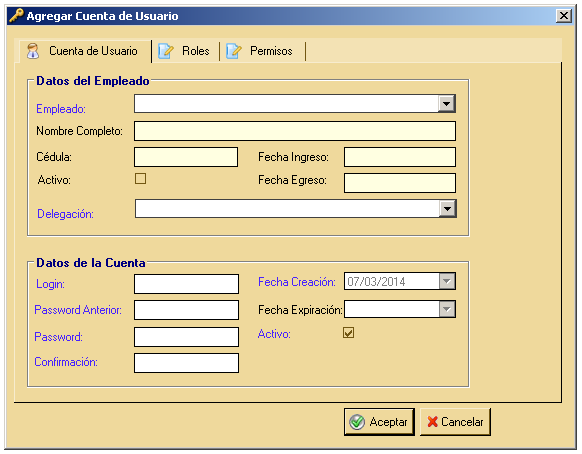 Agregar Cuenta de Usuario
Cuenta de Usuario Roles Permisos
Datos del Empleado
Empleado:
Nombre Completo:
Cédula: Fecha Ingreso:
Activo: Fecha Egreso:
Delegación:
Datos de la Cuenta
Login: Fecha Creación: 07/03/2014
Password Anterior: Fecha Expiración:
Password: Activo:
Confirmación:
Aceptar Cancelar